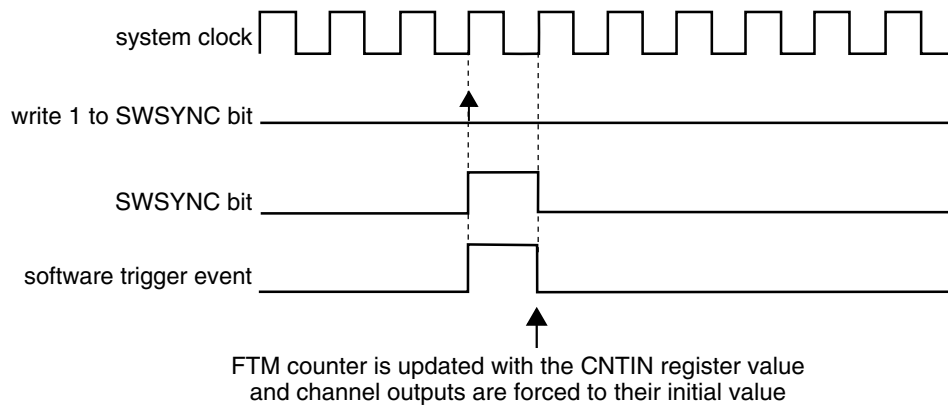 system clock
write 1 to SWSYNC bit
SWSYNC bit
software trigger event
FTM counter is updated with the CNTIN register value
and channel outputs are forced to their initial value